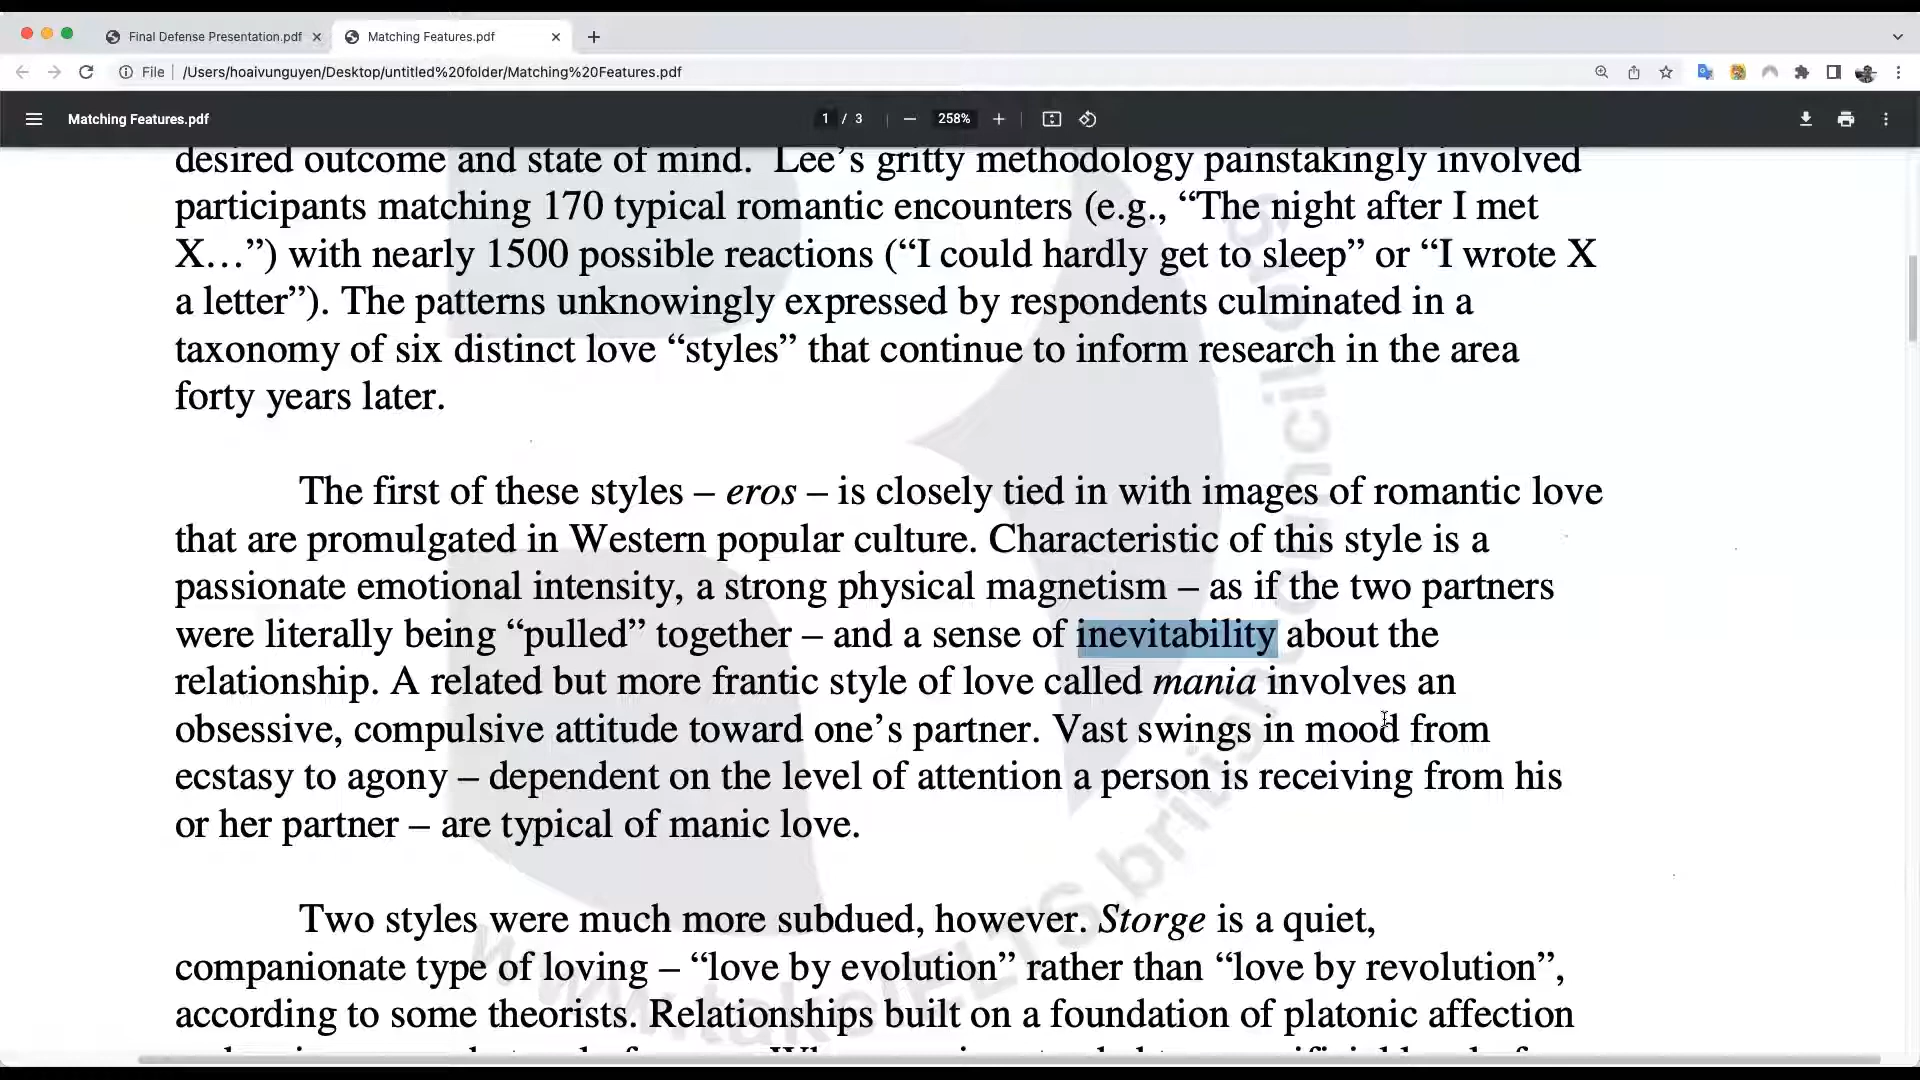 Final Defense Presentation.pdf
Matching Features.pdf
File
/Users/hoaivunguyen/Desktop/untitled%20folder/Matching%20Features.pdf
Matching Features.pdf
1 / 3
258%
desired outcome and state of mind. Lee’s gritty methodology painstakingly involved
participants matching 170 typical romantic encounters (e.g., “The night after I met
X…”) with nearly 1500 possible reactions (“I could hardly get to sleep” or “I wrote X
a letter”). The patterns unknowingly expressed by respondents culminated in a
taxonomy of six distinct love “styles” that continue to inform research in the area
forty years later.
The first of these styles – eros – is closely tied in with images of romantic love
that are promulgated in Western popular culture. Characteristic of this style is a
passionate emotional intensity, a strong physical magnetism – as if the two partners
were literally being “pulled” together – and a sense of inevitability about the
relationship. A related but more frantic style of love called mania involves an
obsessive, compulsive attitude toward one’s partner. Vast swings in mood from
ecstasy to agony – dependent on the level of attention a person is receiving from his
or her partner – are typical of manic love.
Two styles were much more subdued, however. Storge is a quiet,
companionate type of loving – “love by evolution” rather than “love by revolution”,
according to some theorists. Relationships built on a foundation of platonic affection